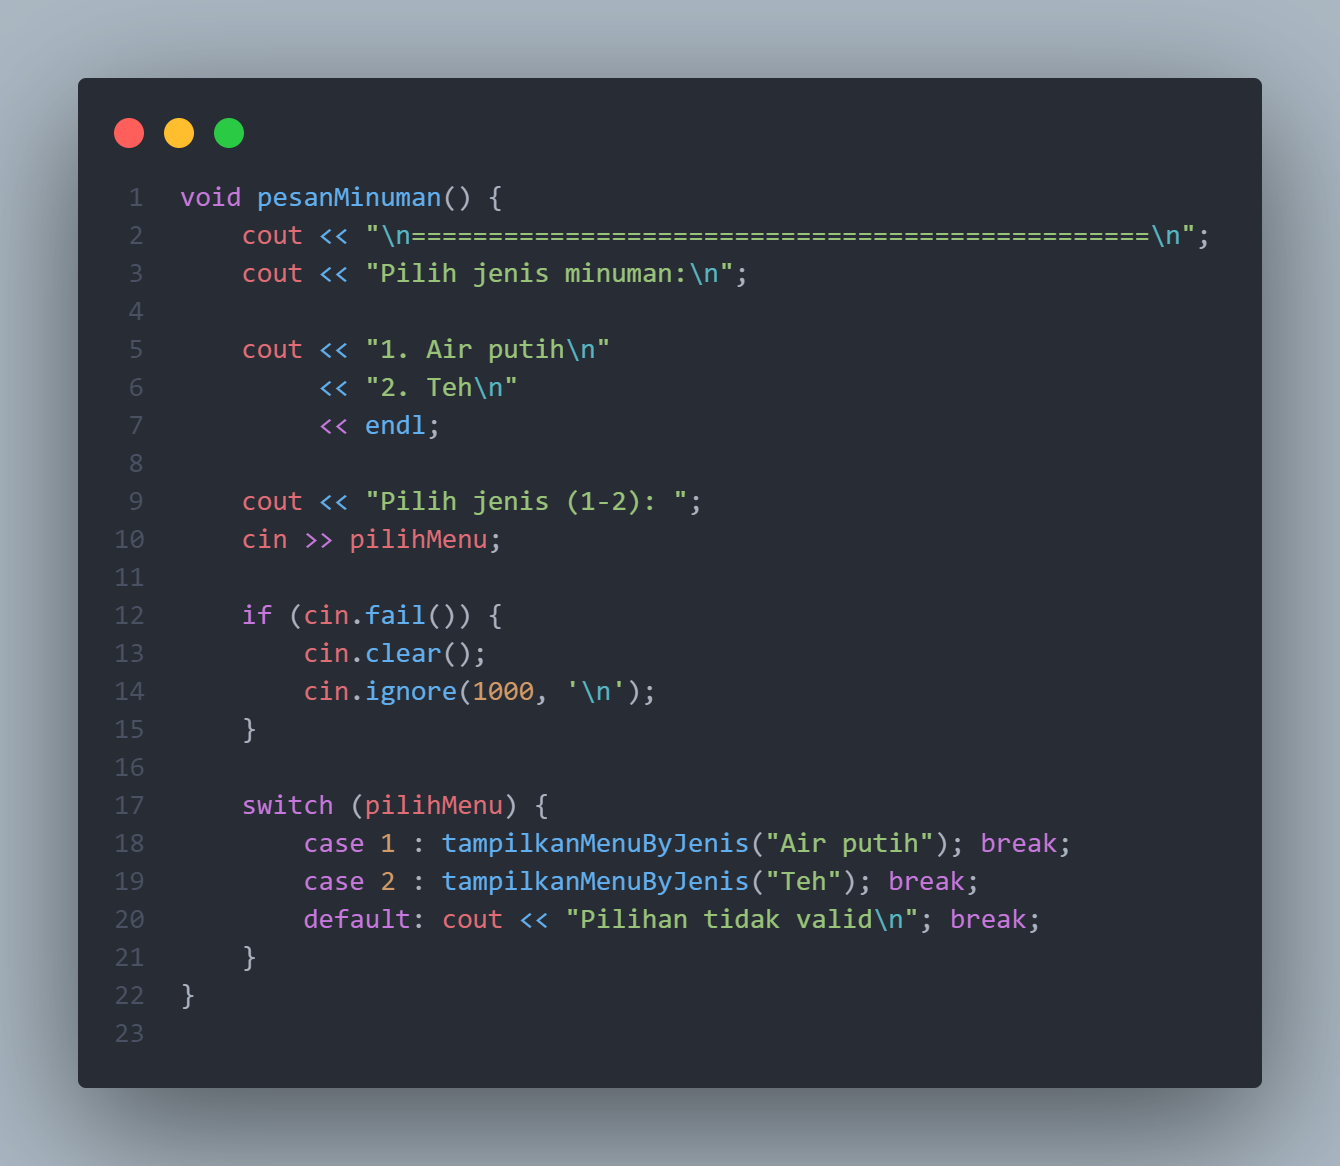 1 void pesanMinuman() {
2     cout << "\n================================================\n";
3     cout << "Pilih jenis minuman:\n";
4
5     cout << "1. Air putih\n"
6          << "2. Teh\n"
7          << endl;
8
9     cout << "Pilih jenis (1-2): ";
10     cin >> pilihMenu;
11
12     if (cin.fail()) {
13         cin.clear();
14         cin.ignore(1000, '\n');
15     }
16
17     switch (pilihMenu) {
18         case 1 : tampilkanMenuByJenis("Air putih"); break;
19         case 2 : tampilkanMenuByJenis("Teh"); break;
20         default: cout << "Pilihan tidak valid\n"; break;
21     }
22 }
23